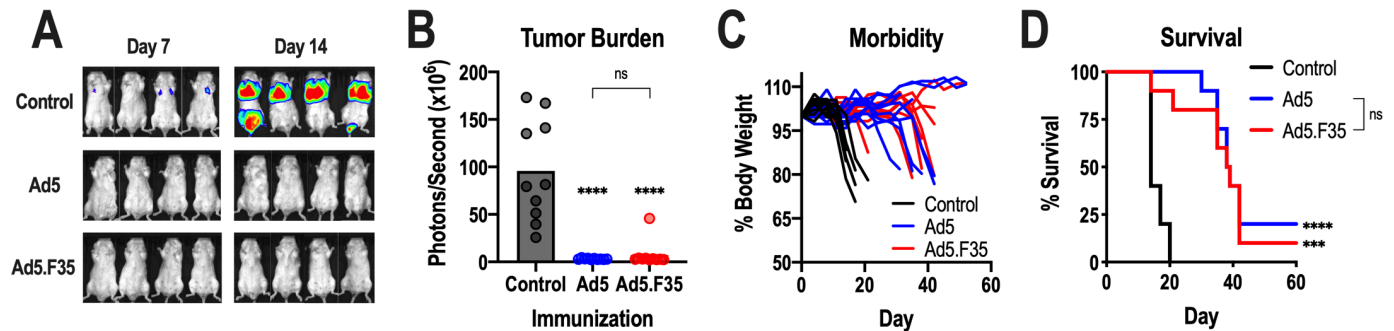 A
Day 7
Day 14
Control
Ad5
Ad5.F35
B
Tumor Burden
ns
Photons/Second (x10⁶)
200
150
100
50
0
****
****
Control Ad5 Ad5.F35
Immunization
C
Morbidity
% Body Weight
110
95
80
65
50
Control
Ad5
Ad5.F35
0 20 40 60
Day
D
Survival
Control
Ad5
Ad5.F35
ns
% Survival
100
75
50
25
0
****
***
0 20 40 60
Day